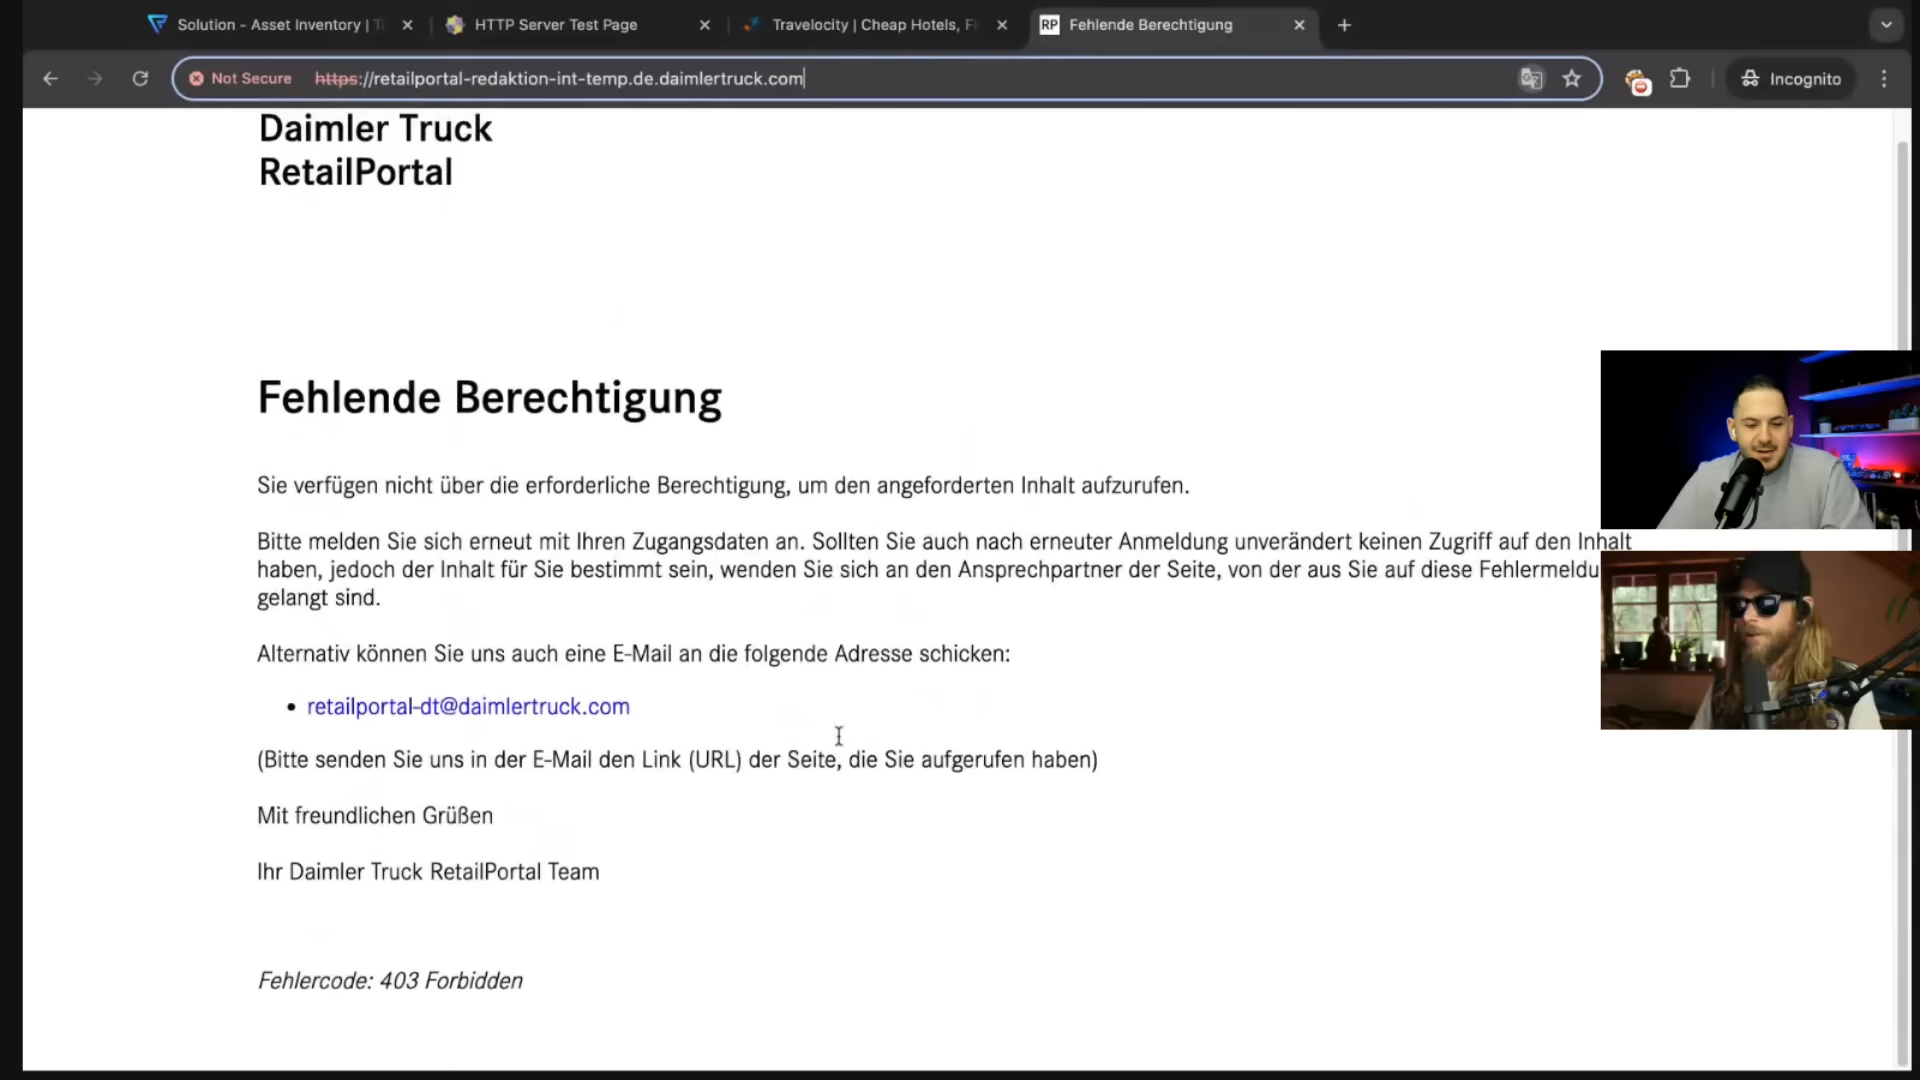 Solution - Asset Inventory |
HTTP Server Test Page
Travelocity | Cheap Hotels, Fl
RP Fehlende Berechtigung
Not Secure https://retailportal-redaktion-int-temp.de.daimlertruck.com
Incognito
Daimler Truck
RetailPortal
Fehlende Berechtigung
Sie verfügen nicht über die erforderliche Berechtigung, um den angeforderten Inhalt aufzurufen.
Bitte melden Sie sich erneut mit Ihren Zugangsdaten an. Sollten Sie auch nach erneuter Anmeldung unverändert keinen Zugriff auf den Inhalt
haben, jedoch der Inhalt für Sie bestimmt sein, wenden Sie sich an den Ansprechpartner der Seite, von der aus Sie auf diese Fehlermeldu
gelangt sind.
Alternativ können Sie uns auch eine E-Mail an die folgende Adresse schicken:
• retailportal-dt@daimlertruck.com
(Bitte senden Sie uns in der E-Mail den Link (URL) der Seite, die Sie aufgerufen haben)
Mit freundlichen Grüßen
Ihr Daimler Truck RetailPortal Team
Fehlercode: 403 Forbidden